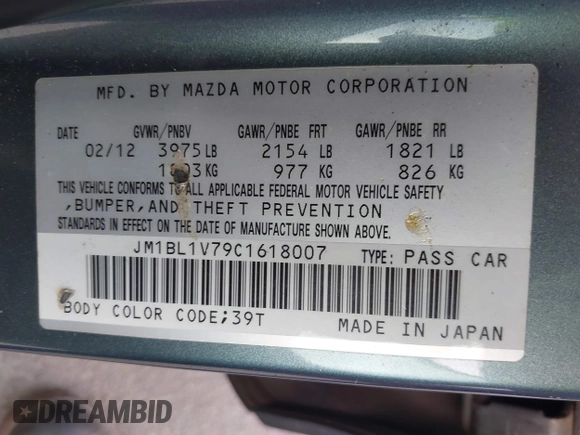 MFD. BY MAZDA MOTOR CORPORATION
DATE GVWR/PNBV GAWR/PNBE FRT GAWR/PNBE RR
02/12 3975 LB 2154 LB 1821 LB
KG 977 KG 826 KG
THIS VEHICLE CONFORMS TO ALL APPLICABLE FEDERAL MOTOR VEHICLE SAFETY
,BUMPER,AND THEFT PREVENTION
STANDARDS IN EFFECT ON THE DATE OF MANUFACTURE SHOWN ABOVE.
JM1BL1V79C1618007 TYPE: PASS CAR
BODY COLOR CODE;39T
MADE IN JAPAN
DREAMBID